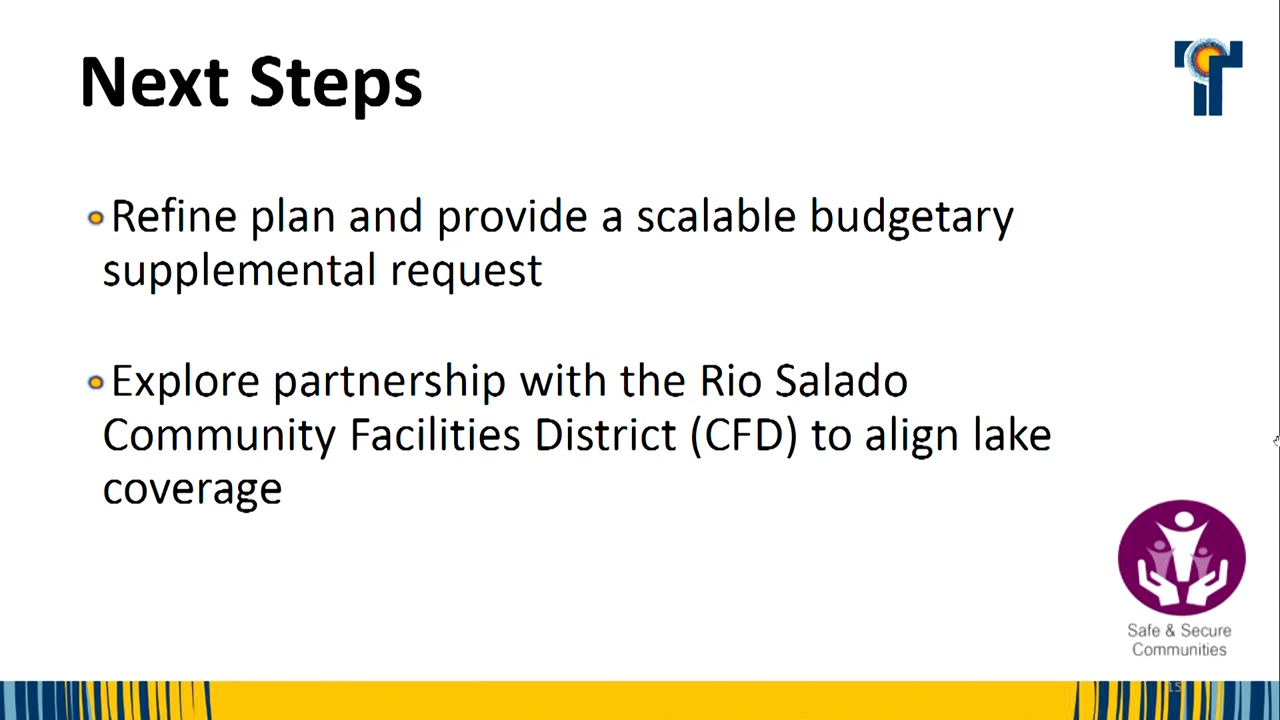 Next Steps
Refine plan and provide a scalable budgetary
supplemental request
Explore partnership with the Rio Salado
Community Facilities District (CFD) to align lake
coverage
Safe & Secure
Communities
15